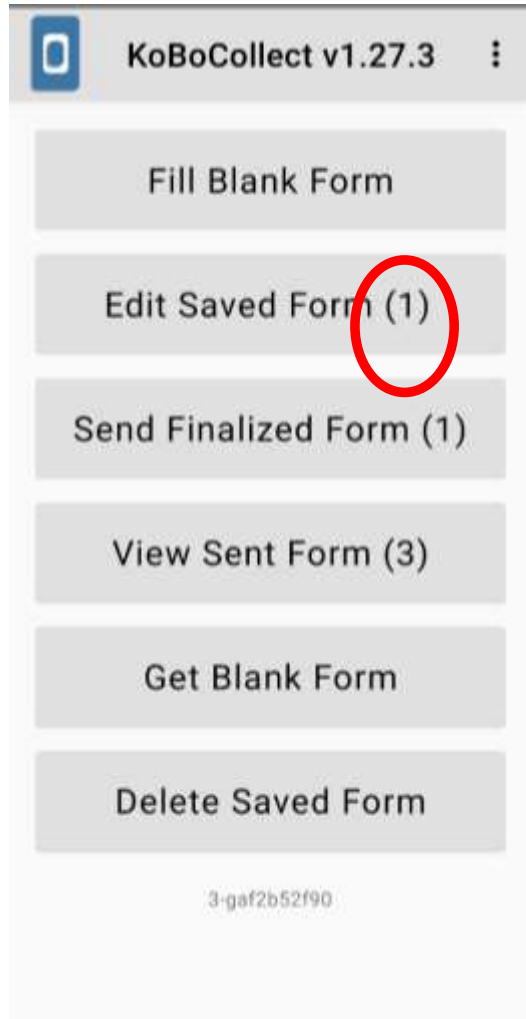 KoBoCollect v1.27.3
Fill Blank Form
Edit Saved Form (1)
Send Finalized Form (1)
View Sent Form (3)
Get Blank Form
Delete Saved Form
3-gaf2b52f90